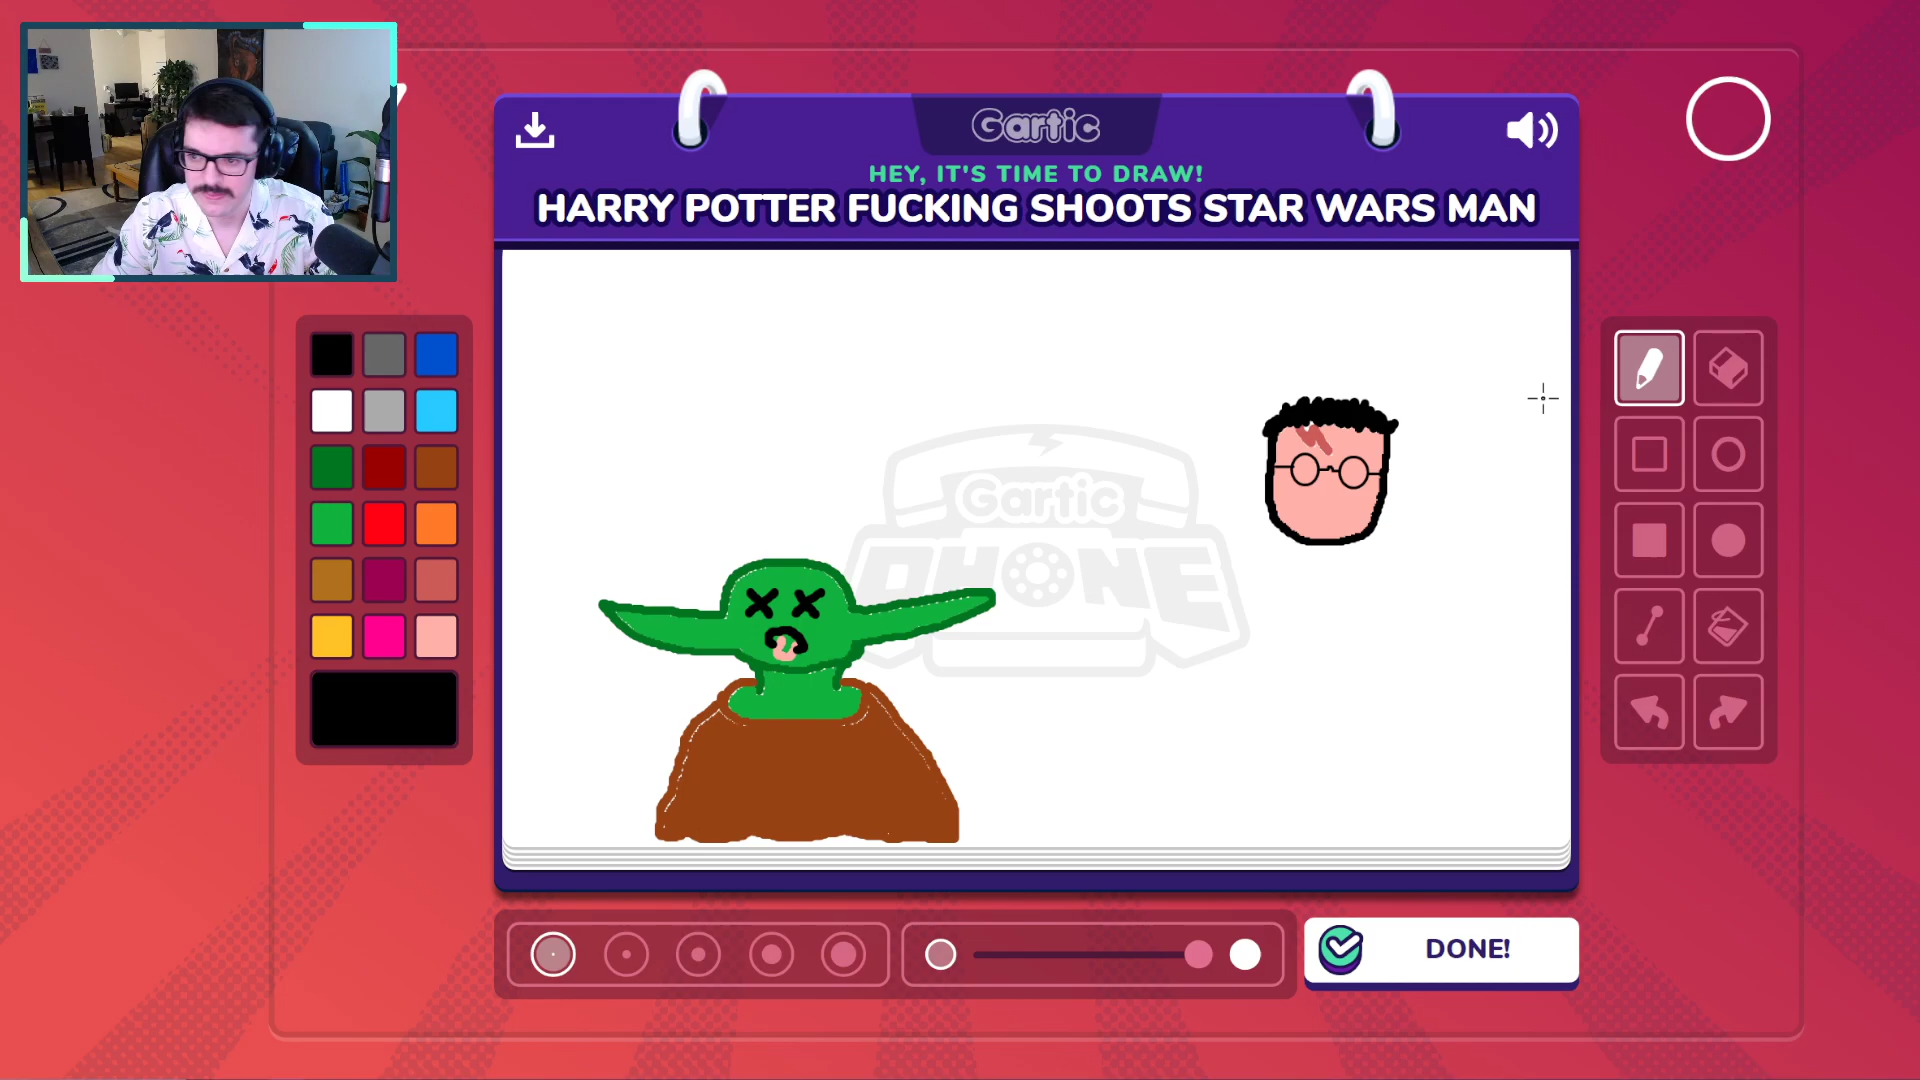 Gartic
HEY, IT'S TIME TO DRAW!
HARRY POTTER FUCKING SHOOTS STAR WARS MAN
Gartic
PHONE
DONE!